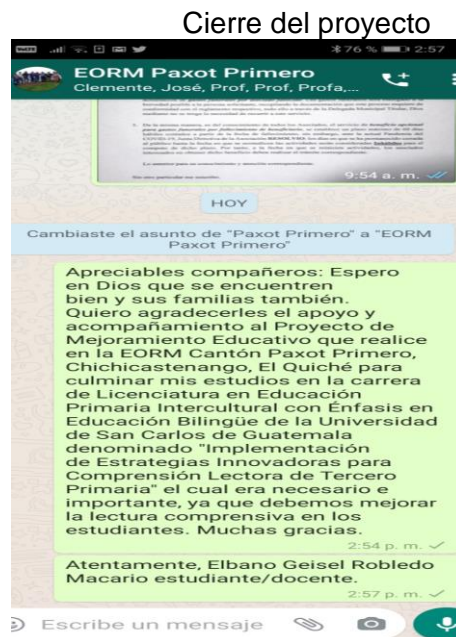 Cierre del proyecto
76 % 2:57
EORM Paxot Primero
Clemente, José, Prof, Prof, Profa,...
9:54 a. m.
HOY
Cambiaste el asunto de "Paxot Primero" a "EORM
Paxot Primero"
Apreciables compañeros: Espero
en Dios que se encuentren
bien y sus familias también.
Quiero agradecerles el apoyo y
acompañamiento al Proyecto de
Mejoramiento Educativo que realice
en la EORM Cantón Paxot Primero,
Chichicastenango, El Quiché para
culminar mis estudios en la carrera
de Licenciatura en Educación
Primaria Intercultural con Énfasis en
Educación Bilingüe de la Universidad
de San Carlos de Guatemala
denominado "Implementación
de Estrategias Innovadoras para
Comprensión Lectora de Tercero
Primaria" el cual era necesario e
importante, ya que debemos mejorar
la lectura comprensiva en los
estudiantes. Muchas gracias.
2:54 p. m.
Atentamente, Elbano Geisel Robledo
Macario estudiante/docente.
2:57 p. m.
Escribe un mensaje